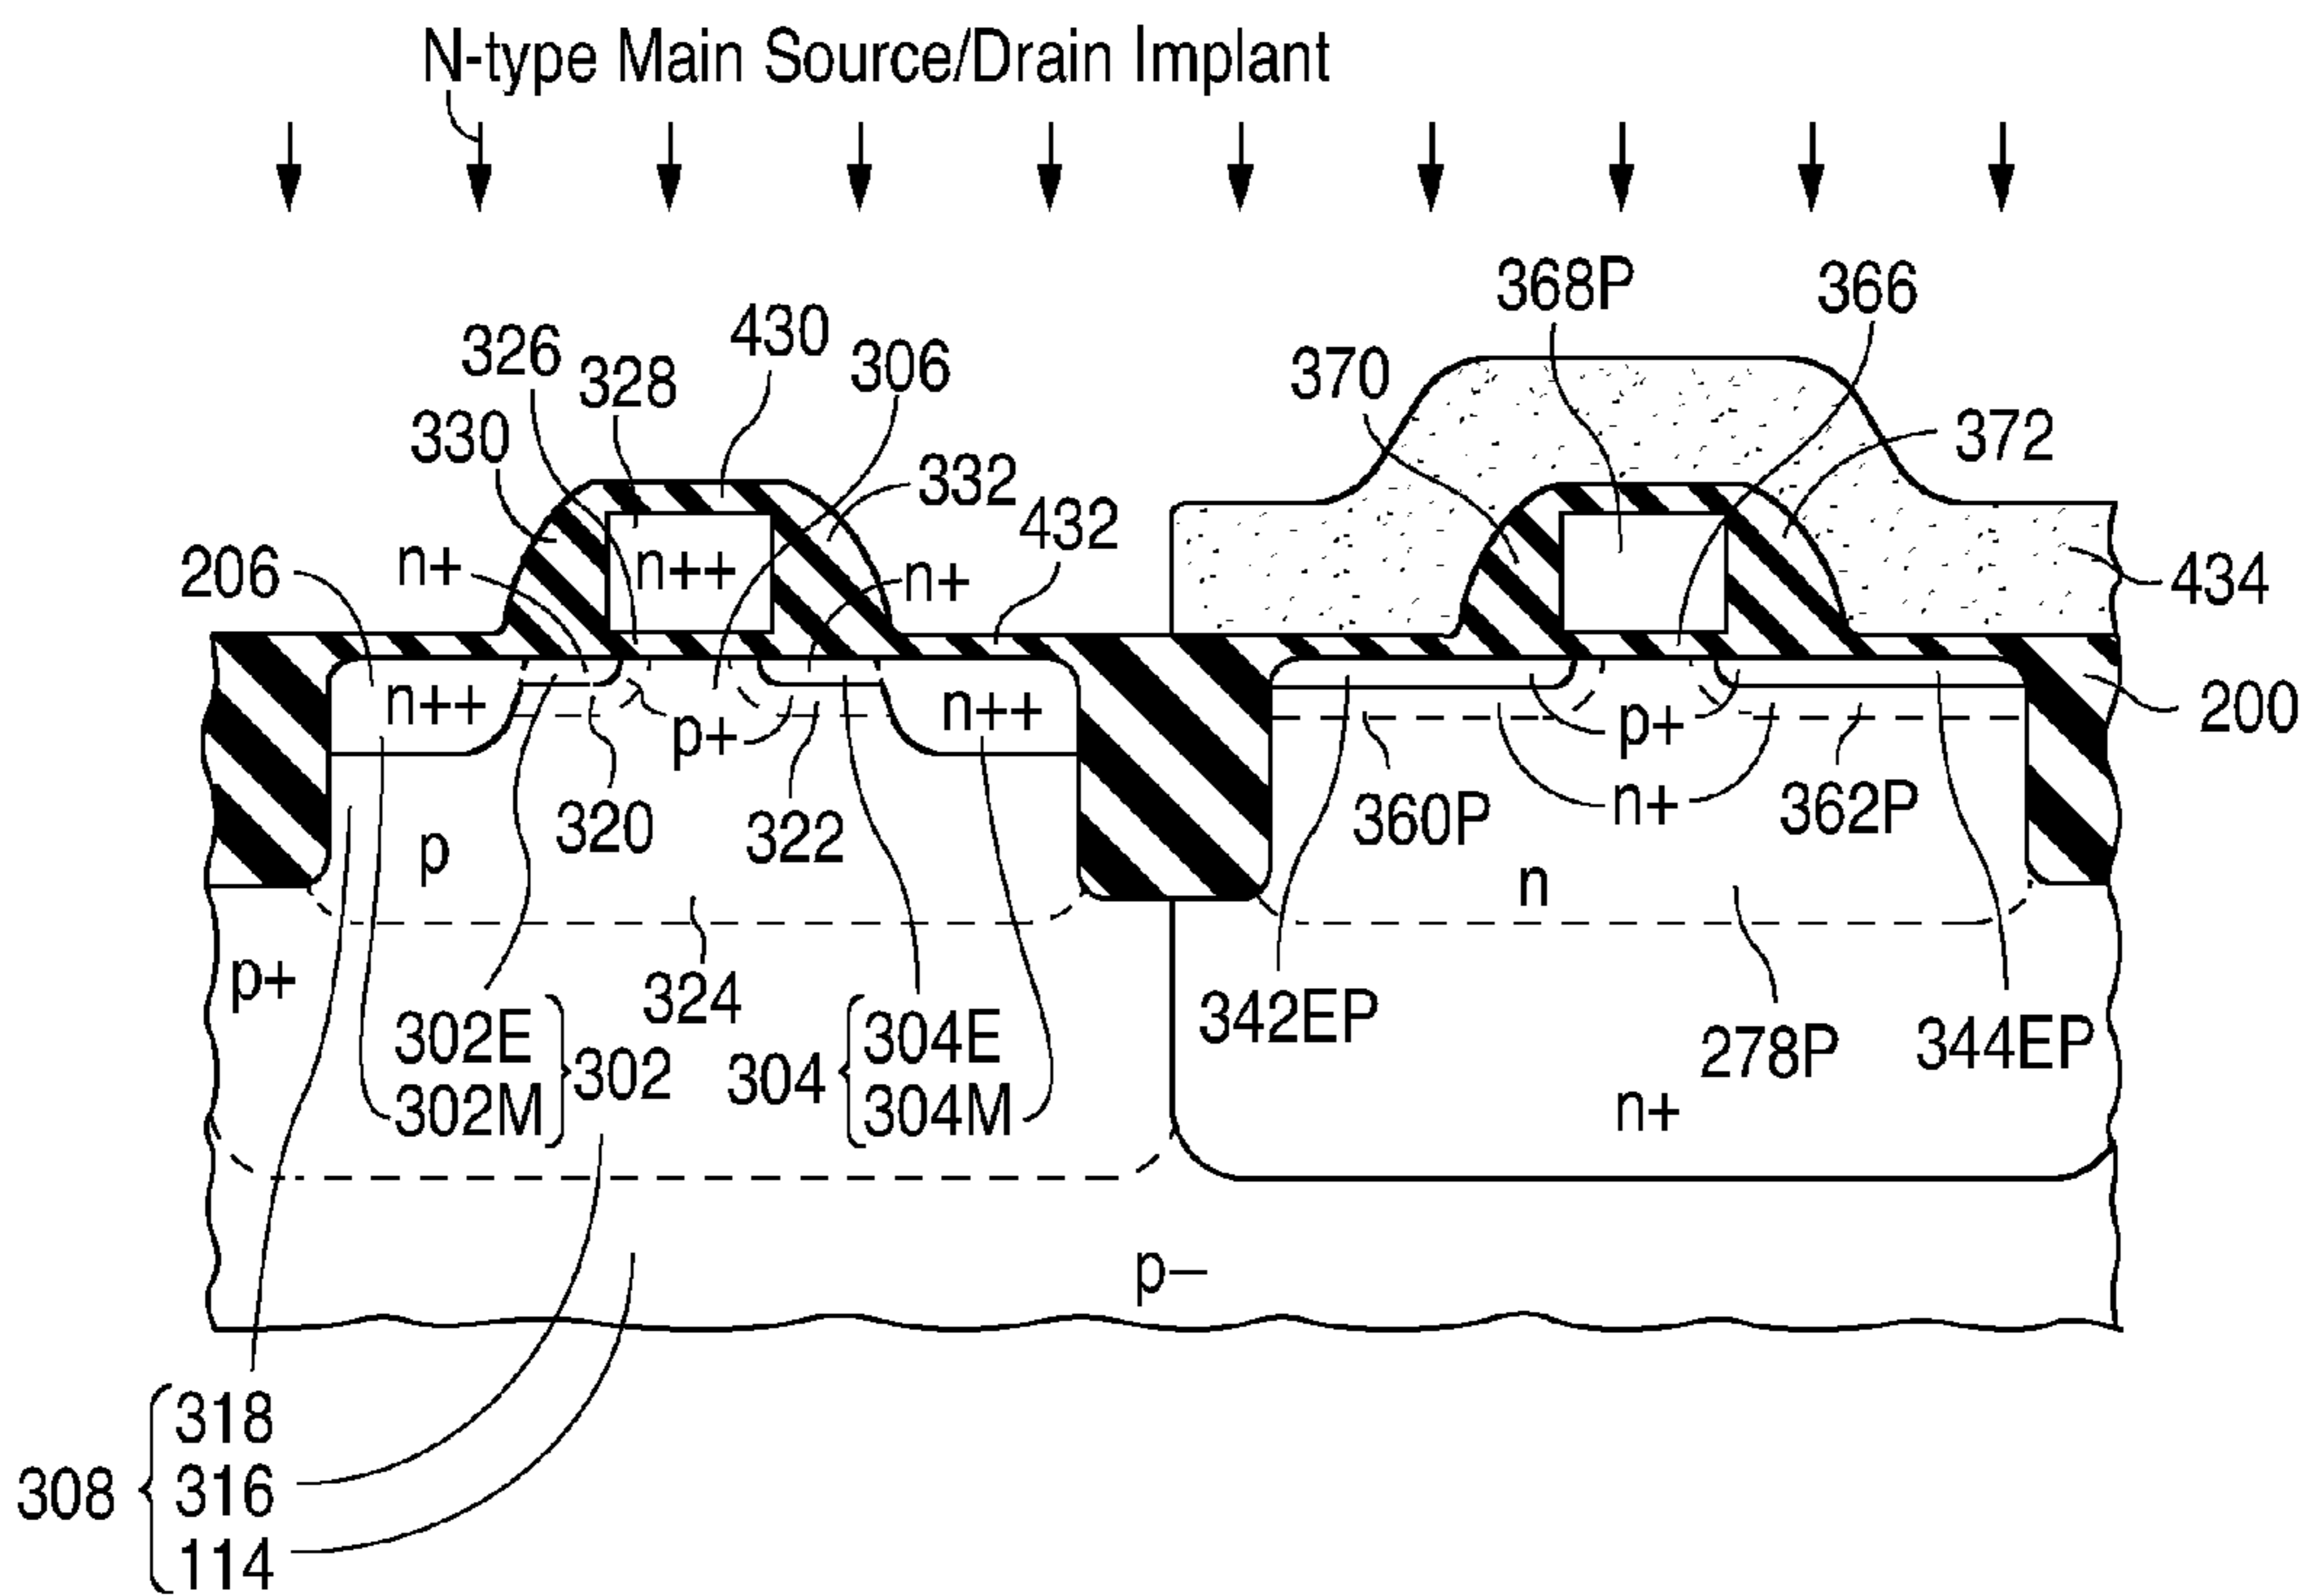 N-type Main Source/Drain Implant
368P 366
326 328 430 306 370
330 332 372
206 n+ n++ n+ 432 434
n++ p+ n++ p+ 200
p 320 322 360P n+ 362P
n
p+ 324 342EP 278P 344EP
302E 302 304 304E
302M 304M
n+
p–
318
308 316
114